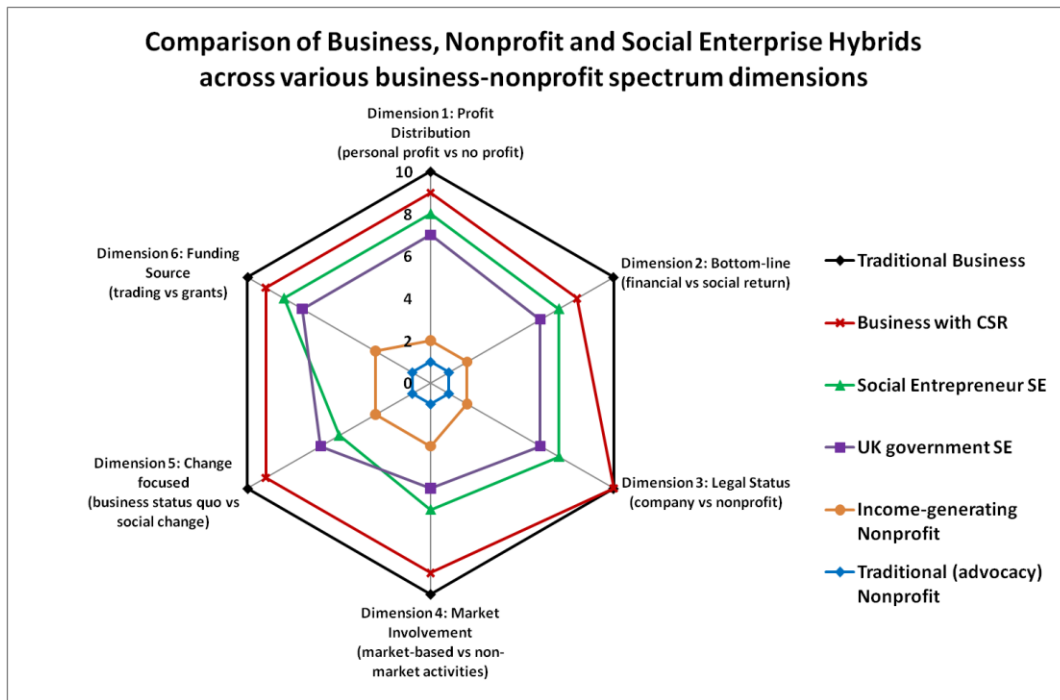 Comparison of Business, Nonprofit and Social Enterprise Hybrids
across various business-nonprofit spectrum dimensions
Dimension 1: Profit
Distribution
(personal profit vs no profit)
10
8
6
4
2
0
Dimension 2: Bottom-line
(financial vs social return)
Dimension 3: Legal Status
(company vs nonprofit)
Dimension 4: Market
Involvement
(market-based vs non-
market activities)
Dimension 5: Change
focused
(business status quo vs
social change)
Dimension 6: Funding
Source
(trading vs grants)
Traditional Business
Business with CSR
Social Entrepreneur SE
UK government SE
Income-generating
Nonprofit
Traditional (advocacy)
Nonprofit